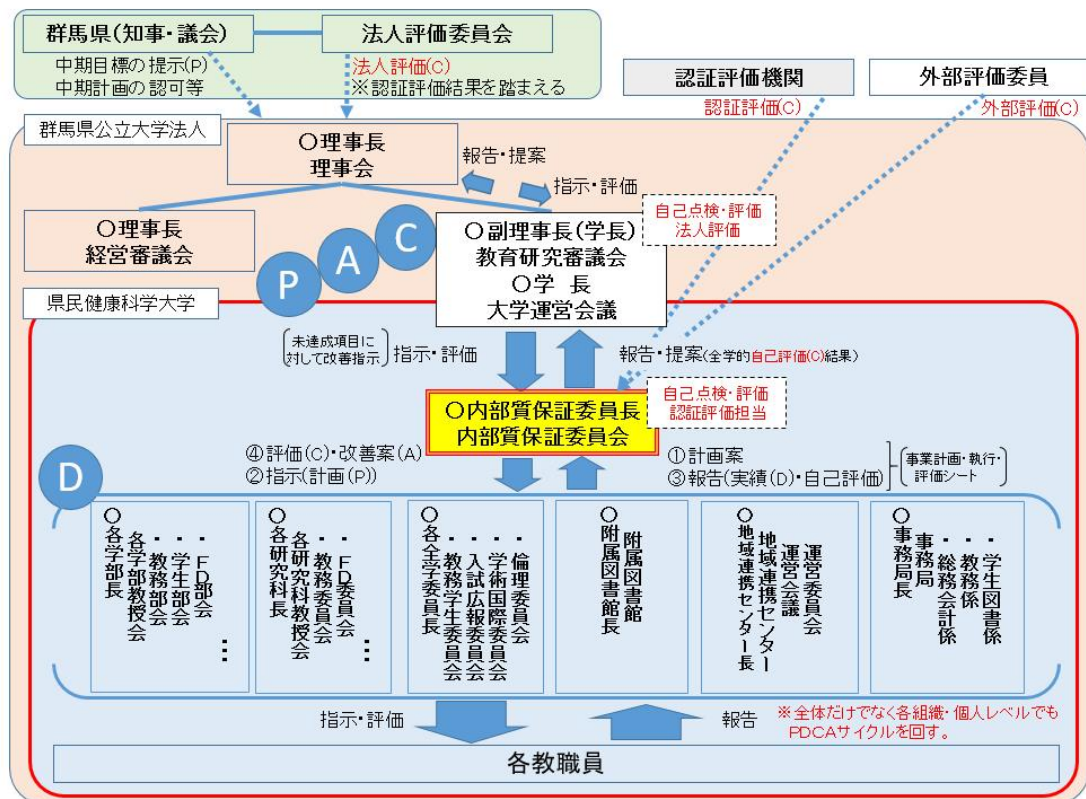 群馬県(知事・議会)
法人評価委員会
中期目標の提示(P)
中期計画の認可等
法人評価(C)
※認証評価結果を踏まえる
認証評価機関
認証評価(C)
外部評価委員
外部評価(C)
群馬県公立大学法人
〇理事長
理事会
報告・提案
指示・評価
〇理事長
経営審議会
P
A
C
〇副理事長(学長)
教育研究審議会
〇学 長
大学運営会議
自己点検・評価
法人評価
県民健康科学大学
未達成項目に
対して改善指示
指示・評価
報告・提案(全学的自己評価(C)結果)
〇内部質保証委員長
内部質保証委員会
自己点検・評価
認証評価担当
④評価(C)・改善案(A)
②指示(計画(P))
①計画案
③報告(実績(D)・自己評価)
事業計画・執行・
評価シート
D
〇各学部長
各学部教授会
・教務部会
・学生部会
・FD部会
…
〇各研究科長
各研究科教授会
・教務委員会
・FD委員会
…
〇各全学委員長
・教務学生委員会
・入試広報委員会
・学術国際委員会
・倫理委員会
〇附属図書館長
附属図書館
〇地域連携センター長
地域連携センター
運営会議
運営委員会
〇事務局長
事務局
・総務会計係
・教務係
・学生図書係
指示・評価
報告
※全体だけでなく各組織・個人レベルでも
PDCAサイクルを回す。
各教職員